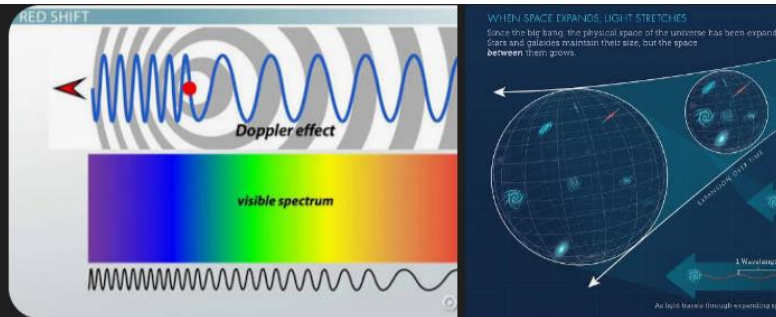 RED SHIFT
Doppler effect
visible spectrum
WHEN SPACE EXPANDS, LIGHT STRETCHES
Since the big bang, the physical space of the universe has been expand
Stars and galaxies maintain their size, but the space
between them grows.
EXPANSION OVER TIME
1 Wavelength
As light travels through expanding